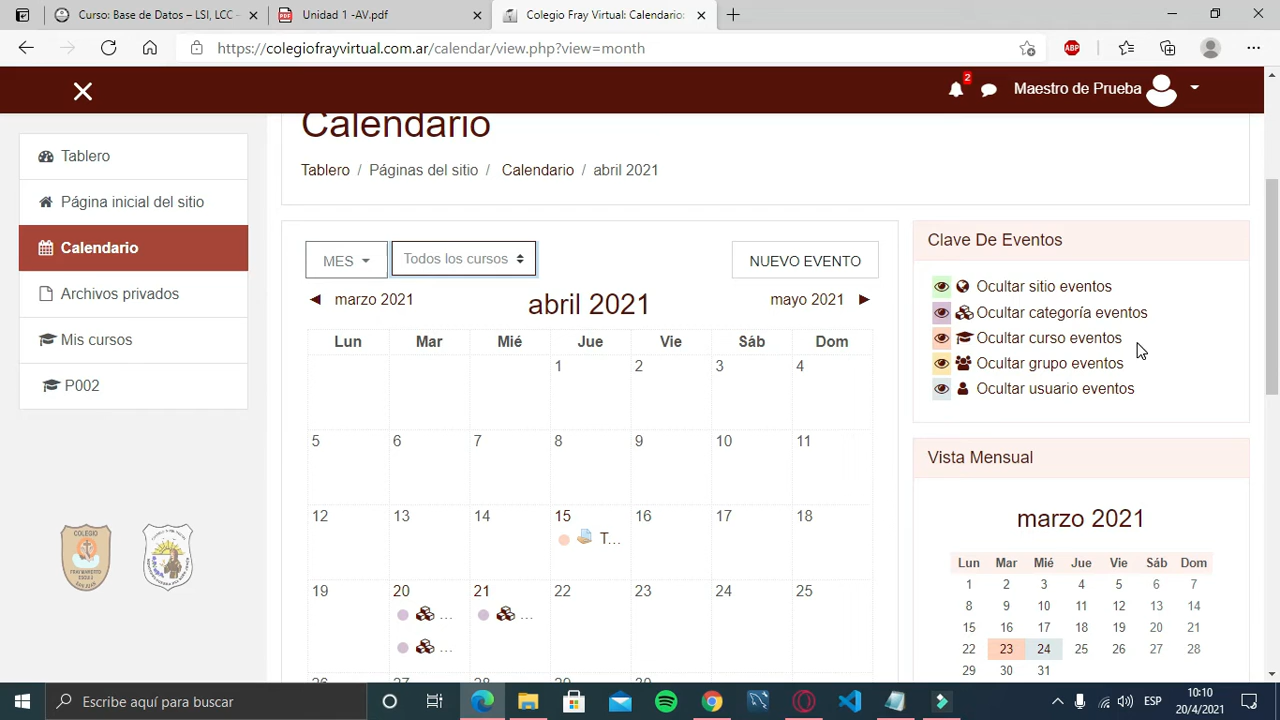 Curso: Base de Datos – LSI, LCC -
Unidad 1 -AV.pdf
Colegio Fray Virtual: Calendario:
https://colegiofrayvirtual.com.ar/calendar/view.php?view=month
ABP
2
Maestro de Prueba
Tablero
Página inicial del sitio
Calendario
Archivos privados
Mis cursos
P002
COLEGIO
Calendario
Tablero / Páginas del sitio / Calendario / abril 2021
MES
Todos los cursos
NUEVO EVENTO
marzo 2021
abril 2021
mayo 2021
Lun Mar Mié Jue Vie Sáb Dom
1 2 3 4
5 6 7 8 9 10 11
12 13 14 15 16 17 18
T...
19 20 21 22 23 24 25
... ...
...
Clave De Eventos
Ocultar sitio eventos
Ocultar categoría eventos
Ocultar curso eventos
Ocultar grupo eventos
Ocultar usuario eventos
Vista Mensual
marzo 2021
Lun Mar Mié Jue Vie Sáb Dom
1 2 3 4 5 6 7
8 9 10 11 12 13 14
15 16 17 18 19 20 21
22 23 24 25 26 27 28
29 30 31
Escribe aquí para buscar
ESP
10:10
20/4/2021